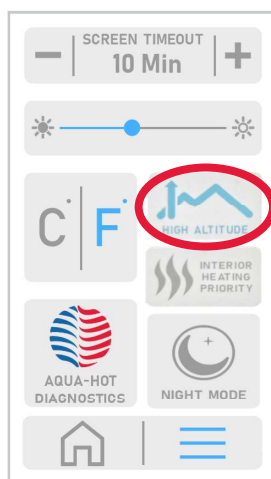 SCREEN TIMEOUT
− 10 Min +
C° F°
HIGH ALTITUDE
INTERIOR
HEATING
PRIORITY
AQUA-HOT
DIAGNOSTICS
NIGHT MODE